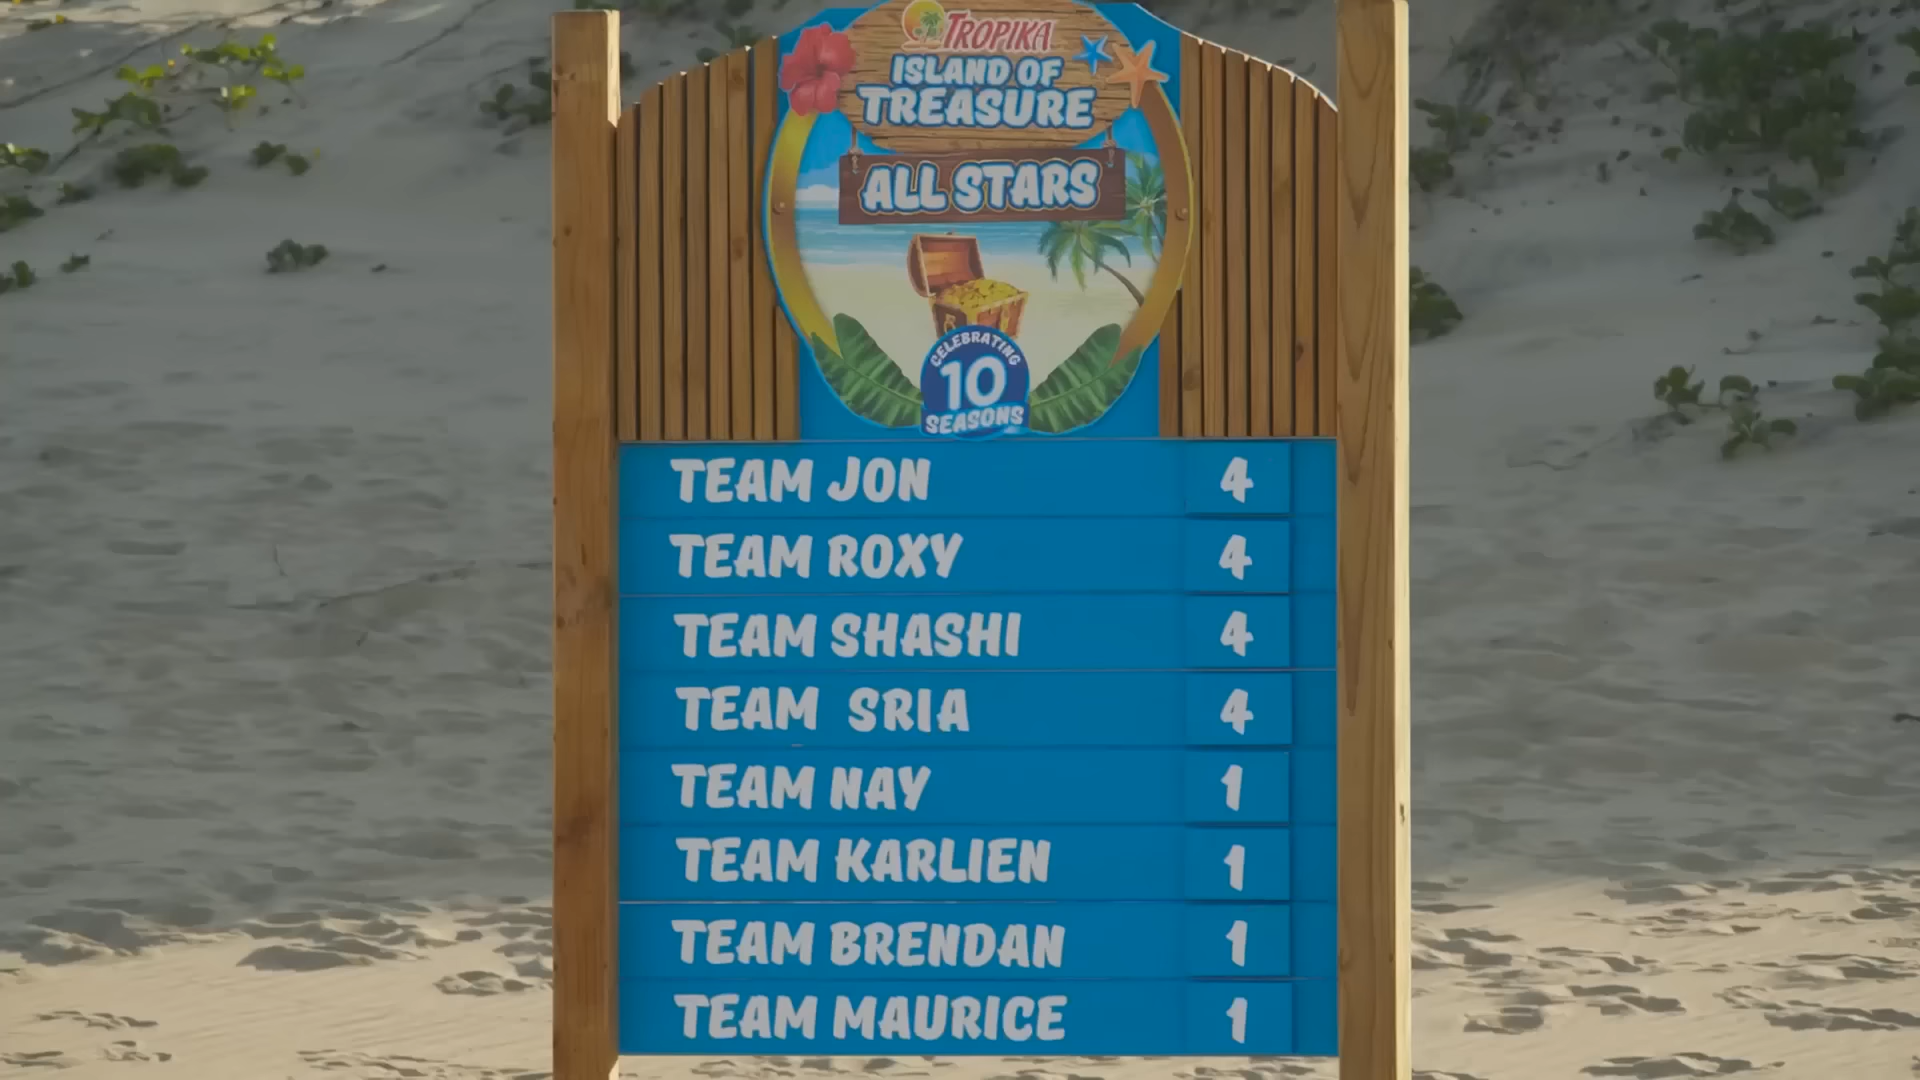 TROPIKA
ISLAND OF
TREASURE
ALL STARS
CELEBRATING
10
SEASONS
TEAM JON 4
TEAM ROXY 4
TEAM SHASHI 4
TEAM SRIA 4
TEAM NAY 1
TEAM KARLIEN 1
TEAM BRENDAN 1
TEAM MAURICE 1